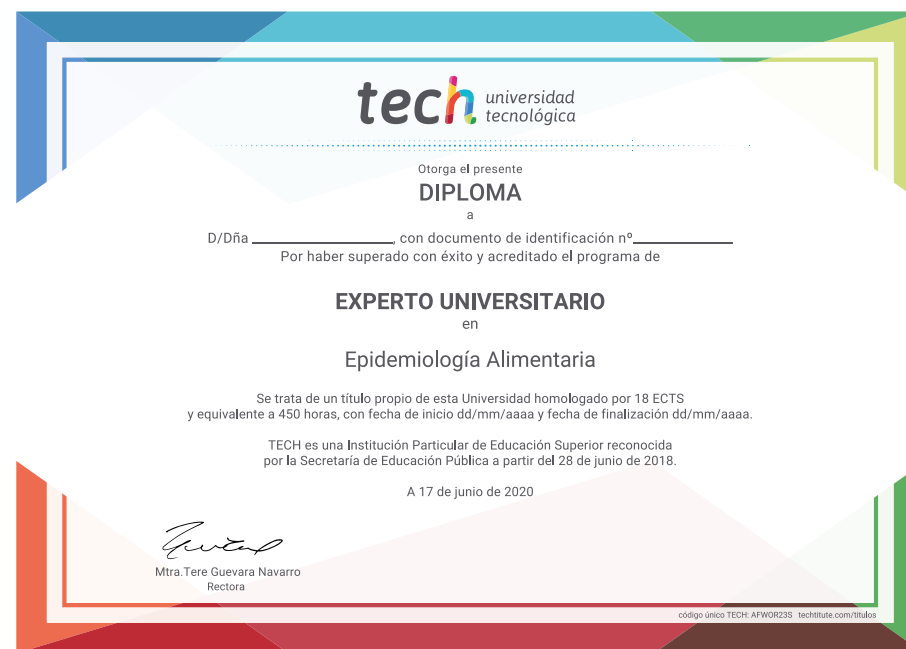 tech universidad
tecnológica
Otorga el presente
DIPLOMA
a
D/Dña ____________________, con documento de identificación nº______________
Por haber superado con éxito y acreditado el programa de
EXPERTO UNIVERSITARIO
en
Epidemiología Alimentaria
Se trata de un título propio de esta Universidad homologado por 18 ECTS
y equivalente a 450 horas, con fecha de inicio dd/mm/aaaa y fecha de finalización dd/mm/aaaa.
TECH es una Institución Particular de Educación Superior reconocida
por la Secretaría de Educación Pública a partir del 28 de junio de 2018.
A 17 de junio de 2020
Mtra.Tere Guevara Navarro
Rectora
código único TECH: AFWOR23S techtitute.com/titulos